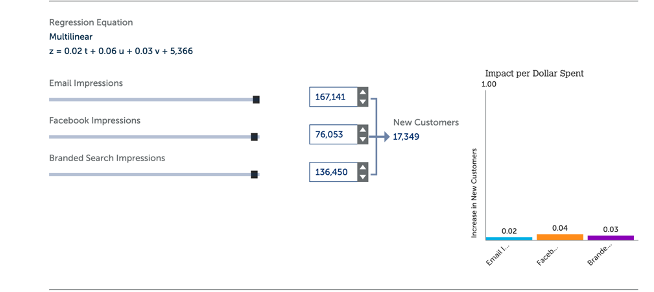 Regression Equation
Multilinear
z = 0.02 t + 0.06 u + 0.03 v + 5,366
Email Impressions
167,141
Facebook Impressions
76,053
Branded Search Impressions
136,450
New Customers
17,349
Impact per Dollar Spent
1.00
Increase in New Customers
0.02
0.04
0.03
Email I...
Faceb...
Brande...